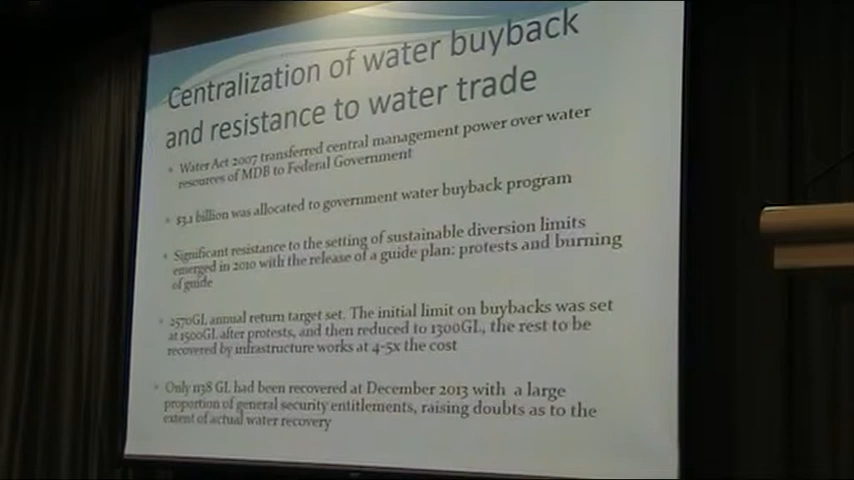 Centralization of water buyback
and resistance to water trade
• Water Act 2007 transferred central management power over water
resources of MDB to Federal Government
• $3.1 billion was allocated to government water buyback program
• Significant resistance to the setting of sustainable diversion limits
emerged in 2010 with the release of a guide plan: protests and burning
of guide
• 2570GL annual return target set. The initial limit on buybacks was set
at 1500GL after protests, and then reduced to 1300GL, the rest to be
recovered by infrastructure works at 4-5x the cost
• Only 1138 GL had been recovered at December 2013 with a large
proportion of general security entitlements, raising doubts as to the
extent of actual water recovery